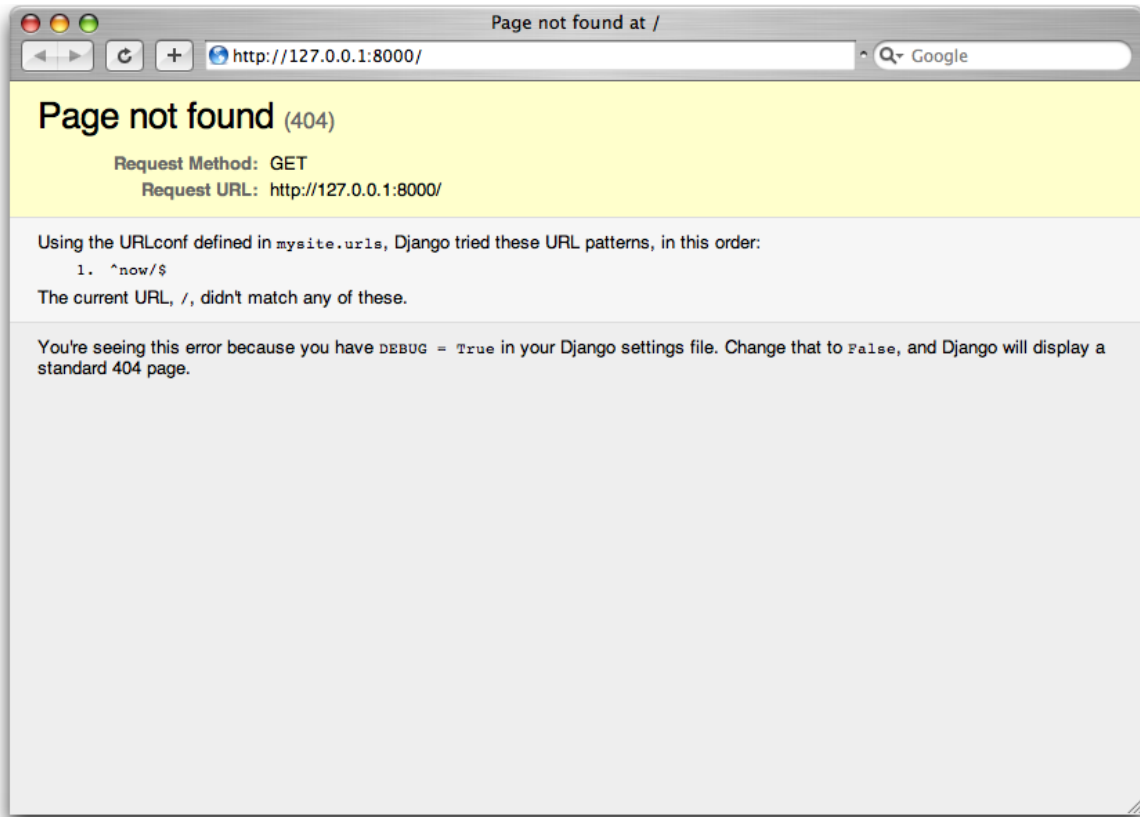 Page not found at /
http://127.0.0.1:8000/
Google
Page not found (404)
Request Method: GET
Request URL: http://127.0.0.1:8000/
Using the URLconf defined in mysite.urls, Django tried these URL patterns, in this order:
1. ^now/$
The current URL, /, didn't match any of these.
You're seeing this error because you have DEBUG = True in your Django settings file. Change that to False, and Django will display a
standard 404 page.